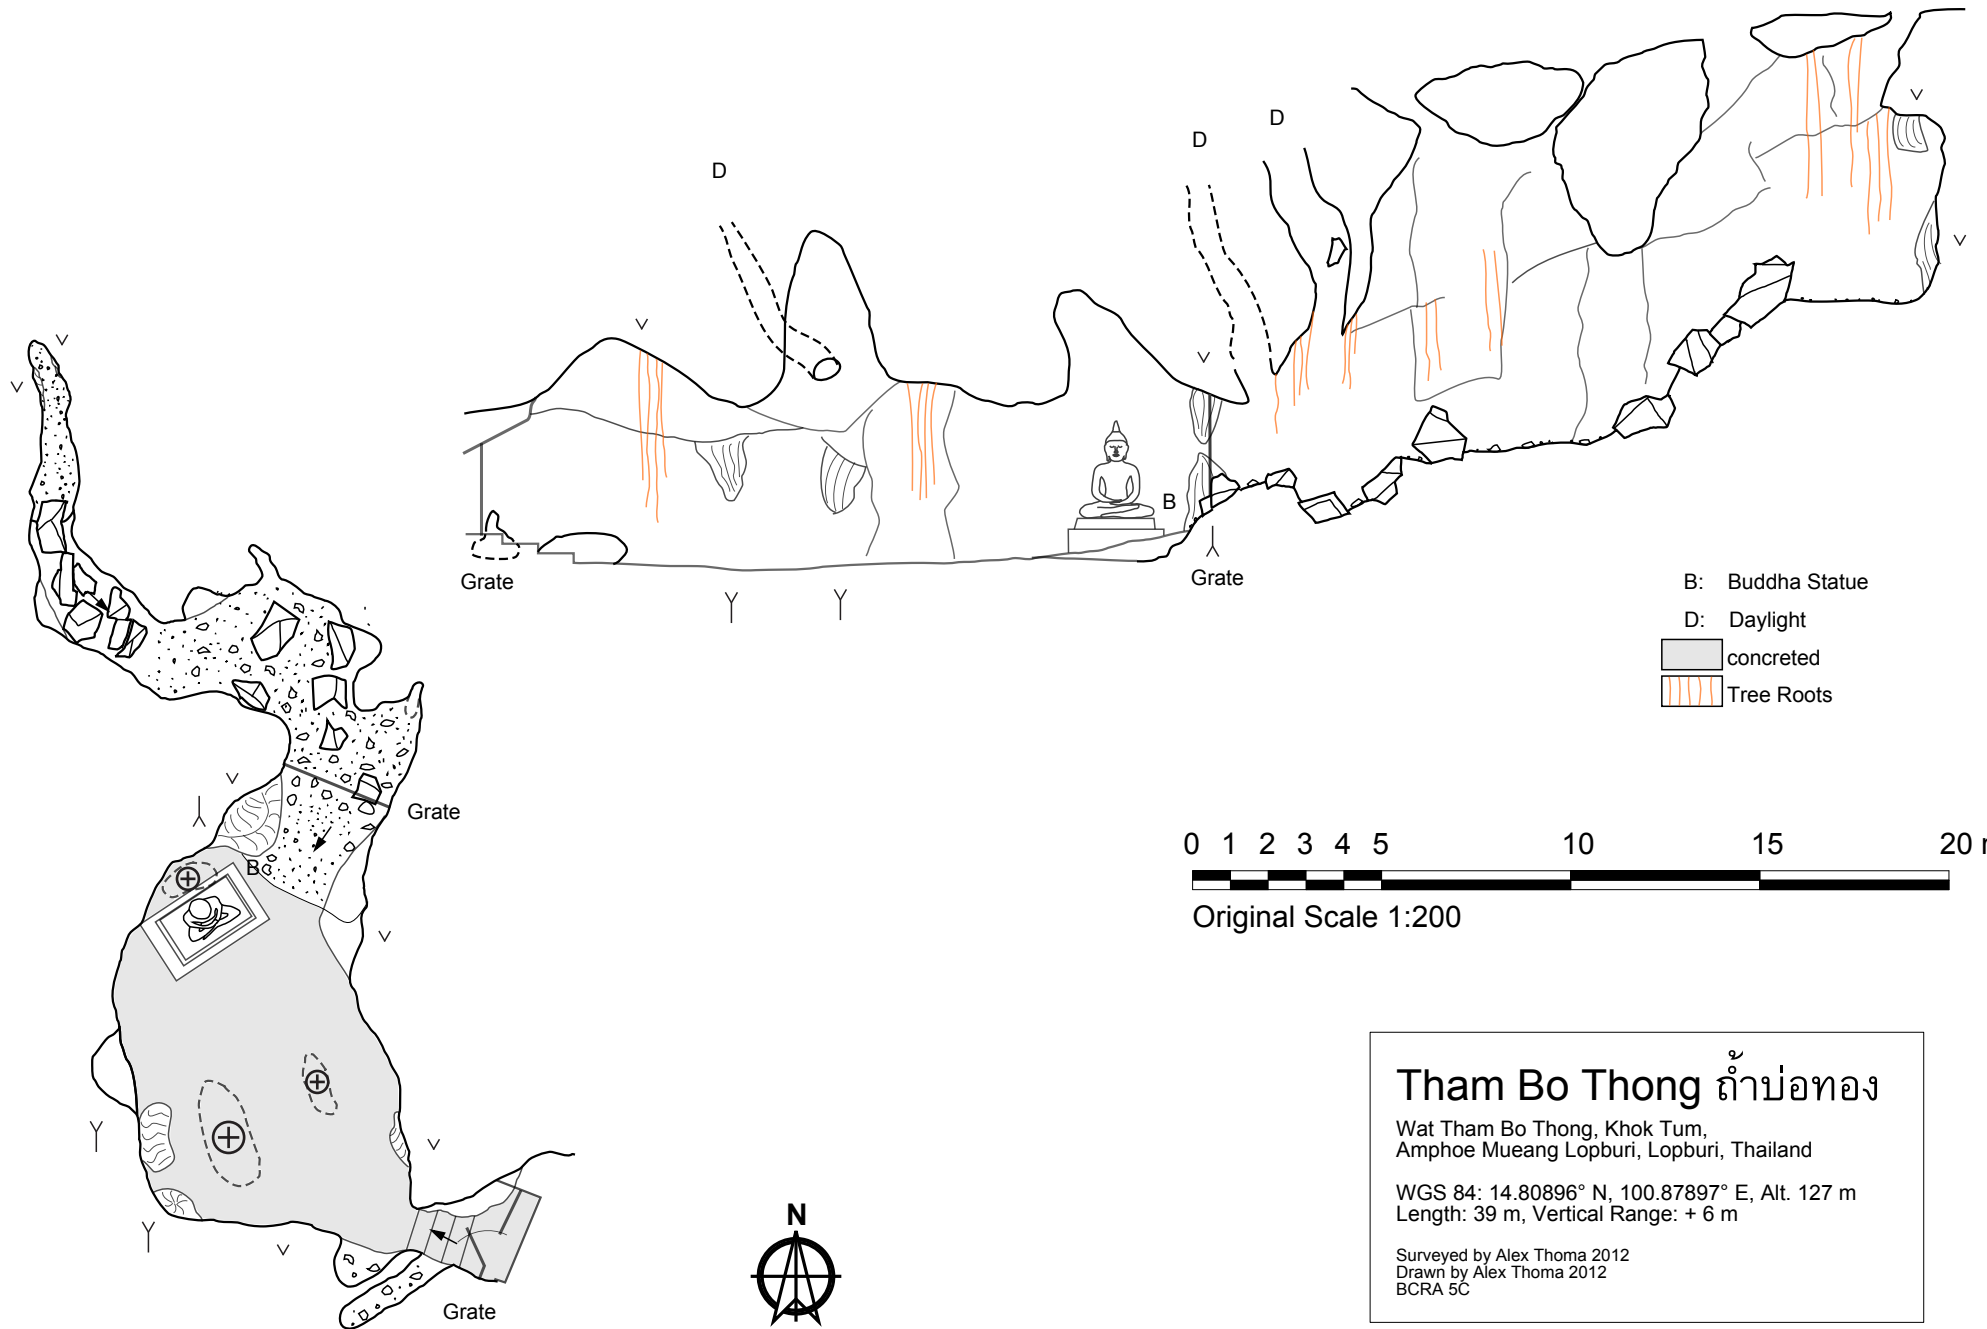 D
D
D
B
Grate
Grate
B: Buddha Statue
D: Daylight
concreted
Tree Roots
Grate
B
Grate
0 1 2 3 4 5 10 15 20
Original Scale 1:200
N
Tham Bo Thong ถ้ำบ่อทอง
Wat Tham Bo Thong, Khok Tum,
Amphoe Mueang Lopburi, Lopburi, Thailand
WGS 84: 14.80896° N, 100.87897° E, Alt. 127 m
Length: 39 m, Vertical Range: + 6 m
Surveyed by Alex Thoma 2012
Drawn by Alex Thoma 2012
BCRA 5C